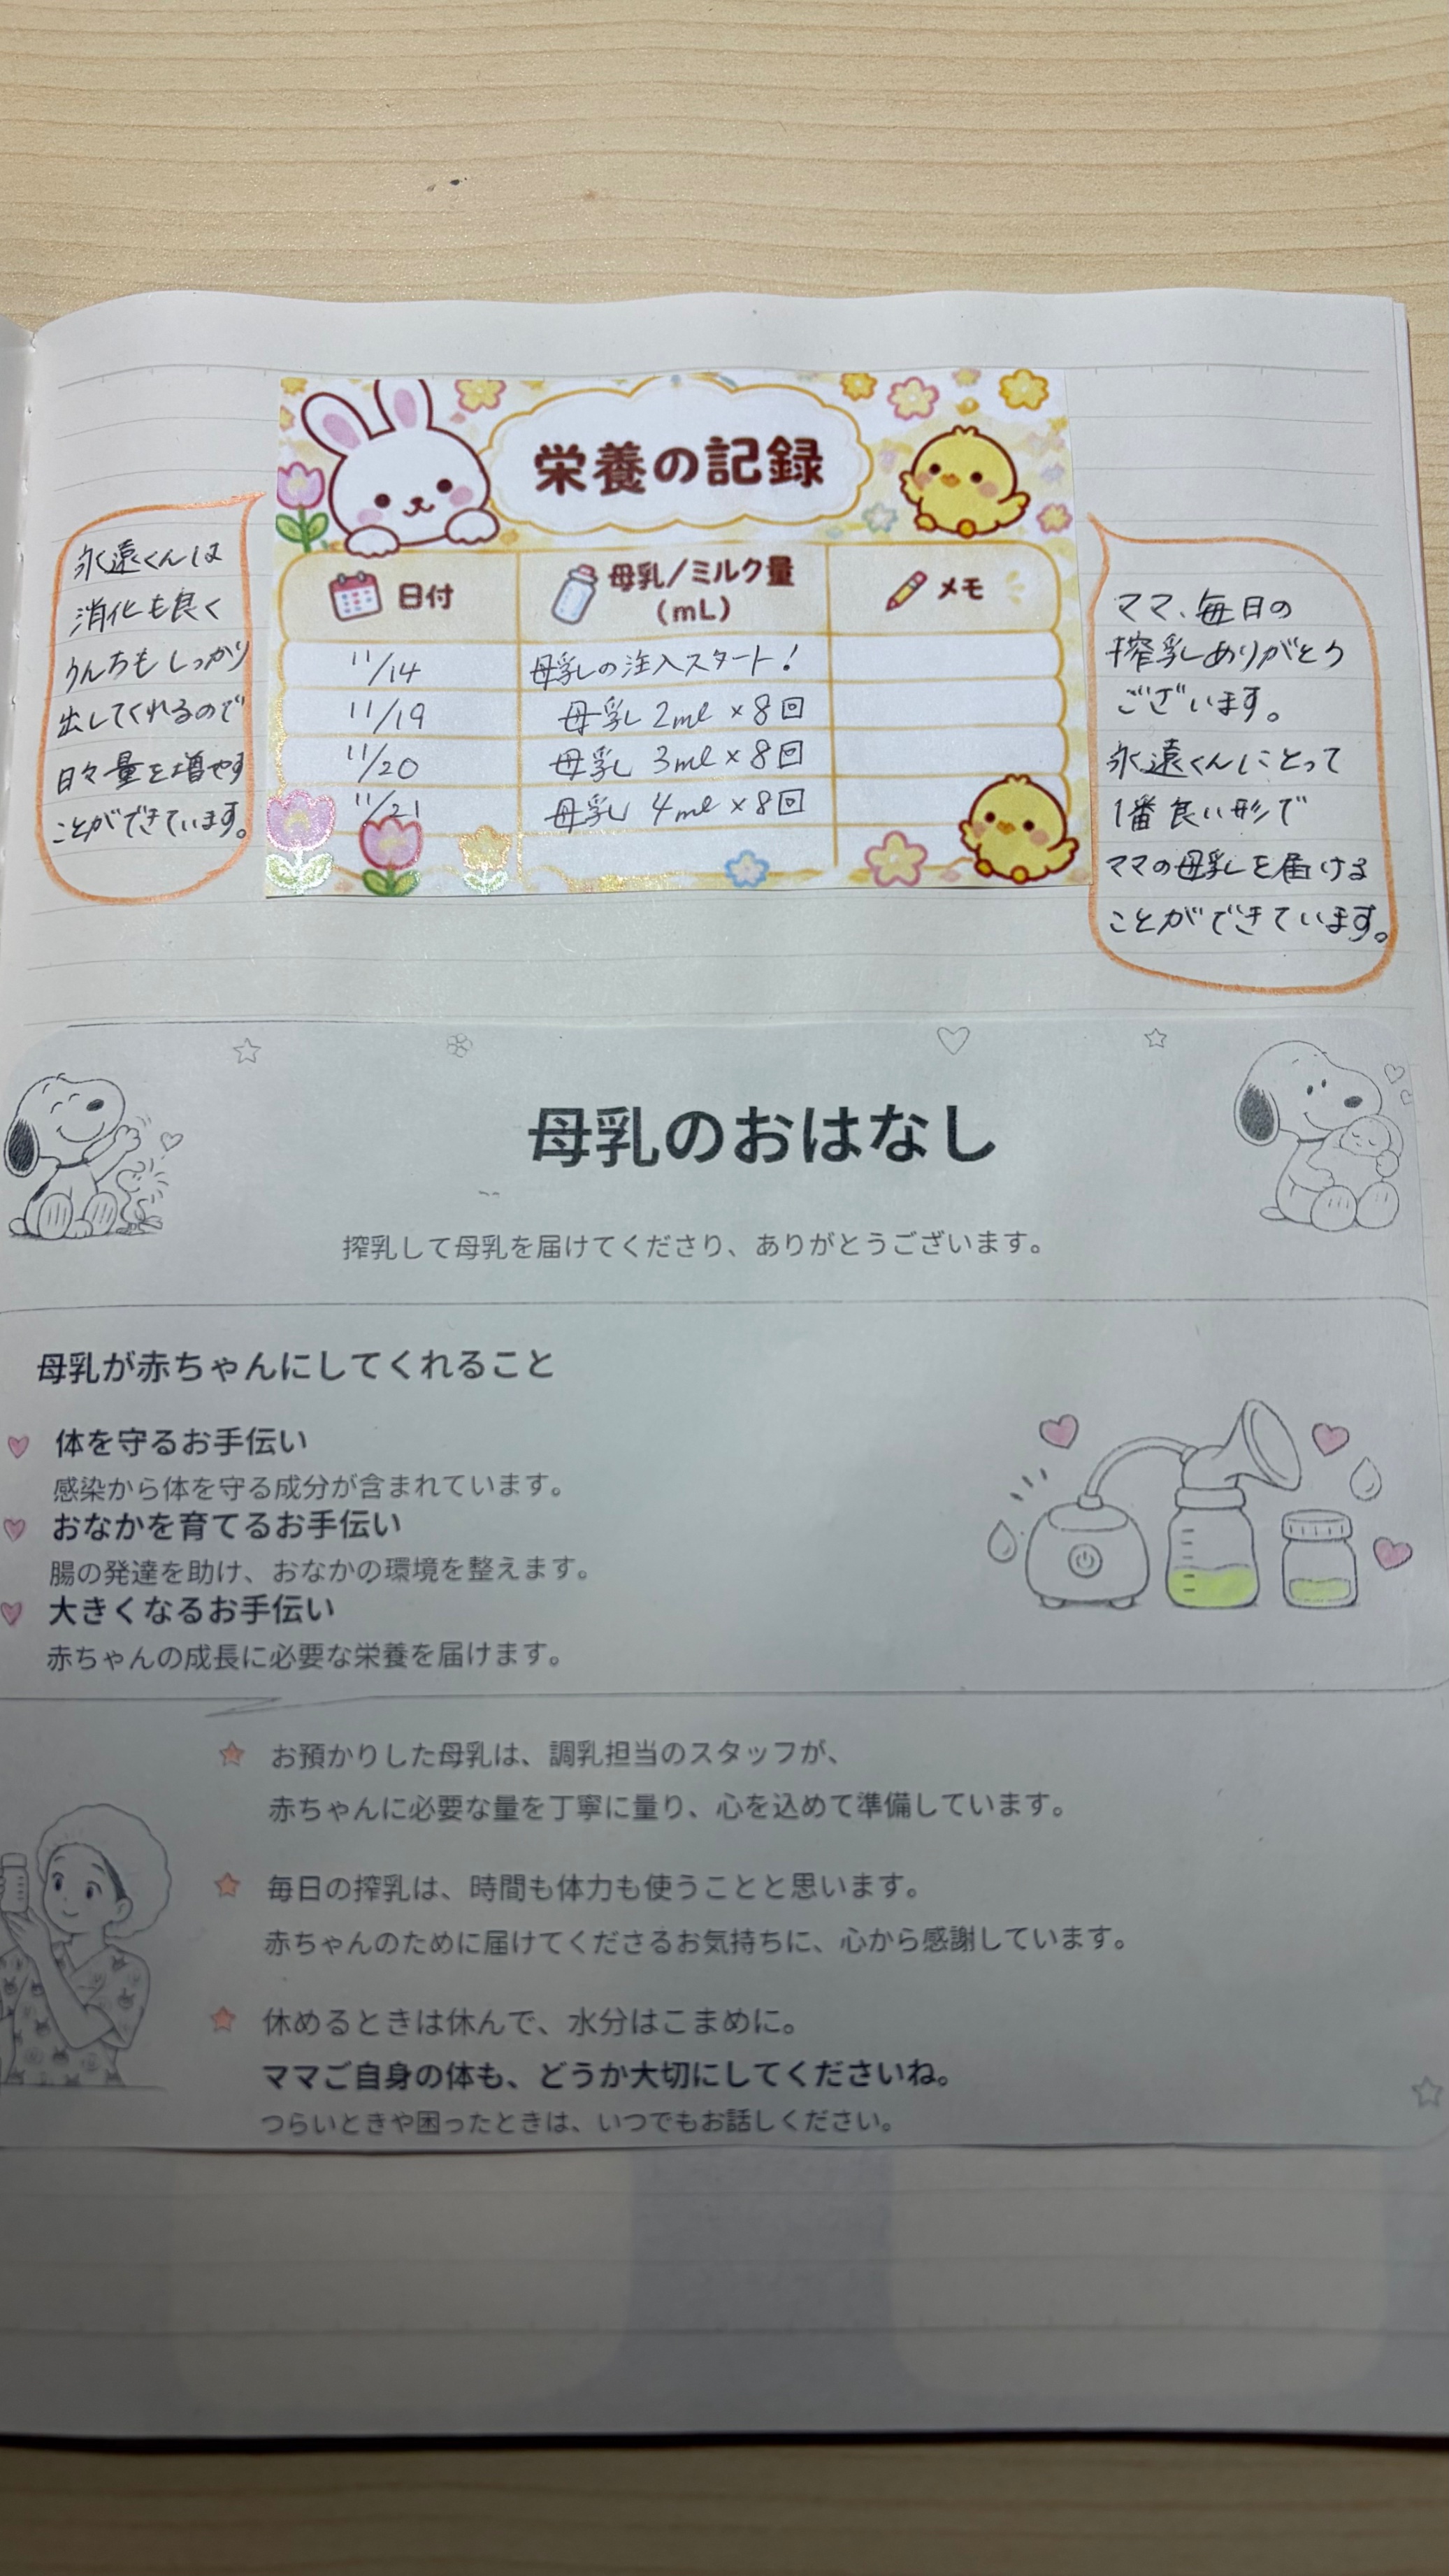 栄養の記録
日付
母乳/ミルク量
(mL)
メモ
11/14 母乳の注入スタート!
11/19 母乳 2ml×8回
11/20 母乳 3ml×8回
11/21 母乳 4ml×8回
永遠くんは
消化も良く
うんちもしっかり
出してくれるので
日々量を増やす
ことができています。
ママ、毎日の
搾乳ありがとう
ございます。
永遠くんにとって
1番良い形で
ママの母乳を届ける
ことができています。
母乳のおはなし
搾乳して母乳を届けてくださり、ありがとうございます。
母乳が赤ちゃんにしてくれること
体を守るお手伝い
感染から体を守る成分が含まれています。
おなかを育てるお手伝い
腸の発達を助け、おなかの環境を整えます。
大きくなるお手伝い
赤ちゃんの成長に必要な栄養を届けます。
お預かりした母乳は、調乳担当のスタッフが、
赤ちゃんに必要な量を丁寧に量り、心を込めて準備しています。
毎日の搾乳は、時間も体力も使うことと思います。
赤ちゃんのために届けてくださるお気持ちに、心から感謝しています。
休めるときは休んで、水分はこまめに。
ママご自身の体も、どうか大切にしてくださいね。
つらいときや困ったときは、いつでもお話しください。